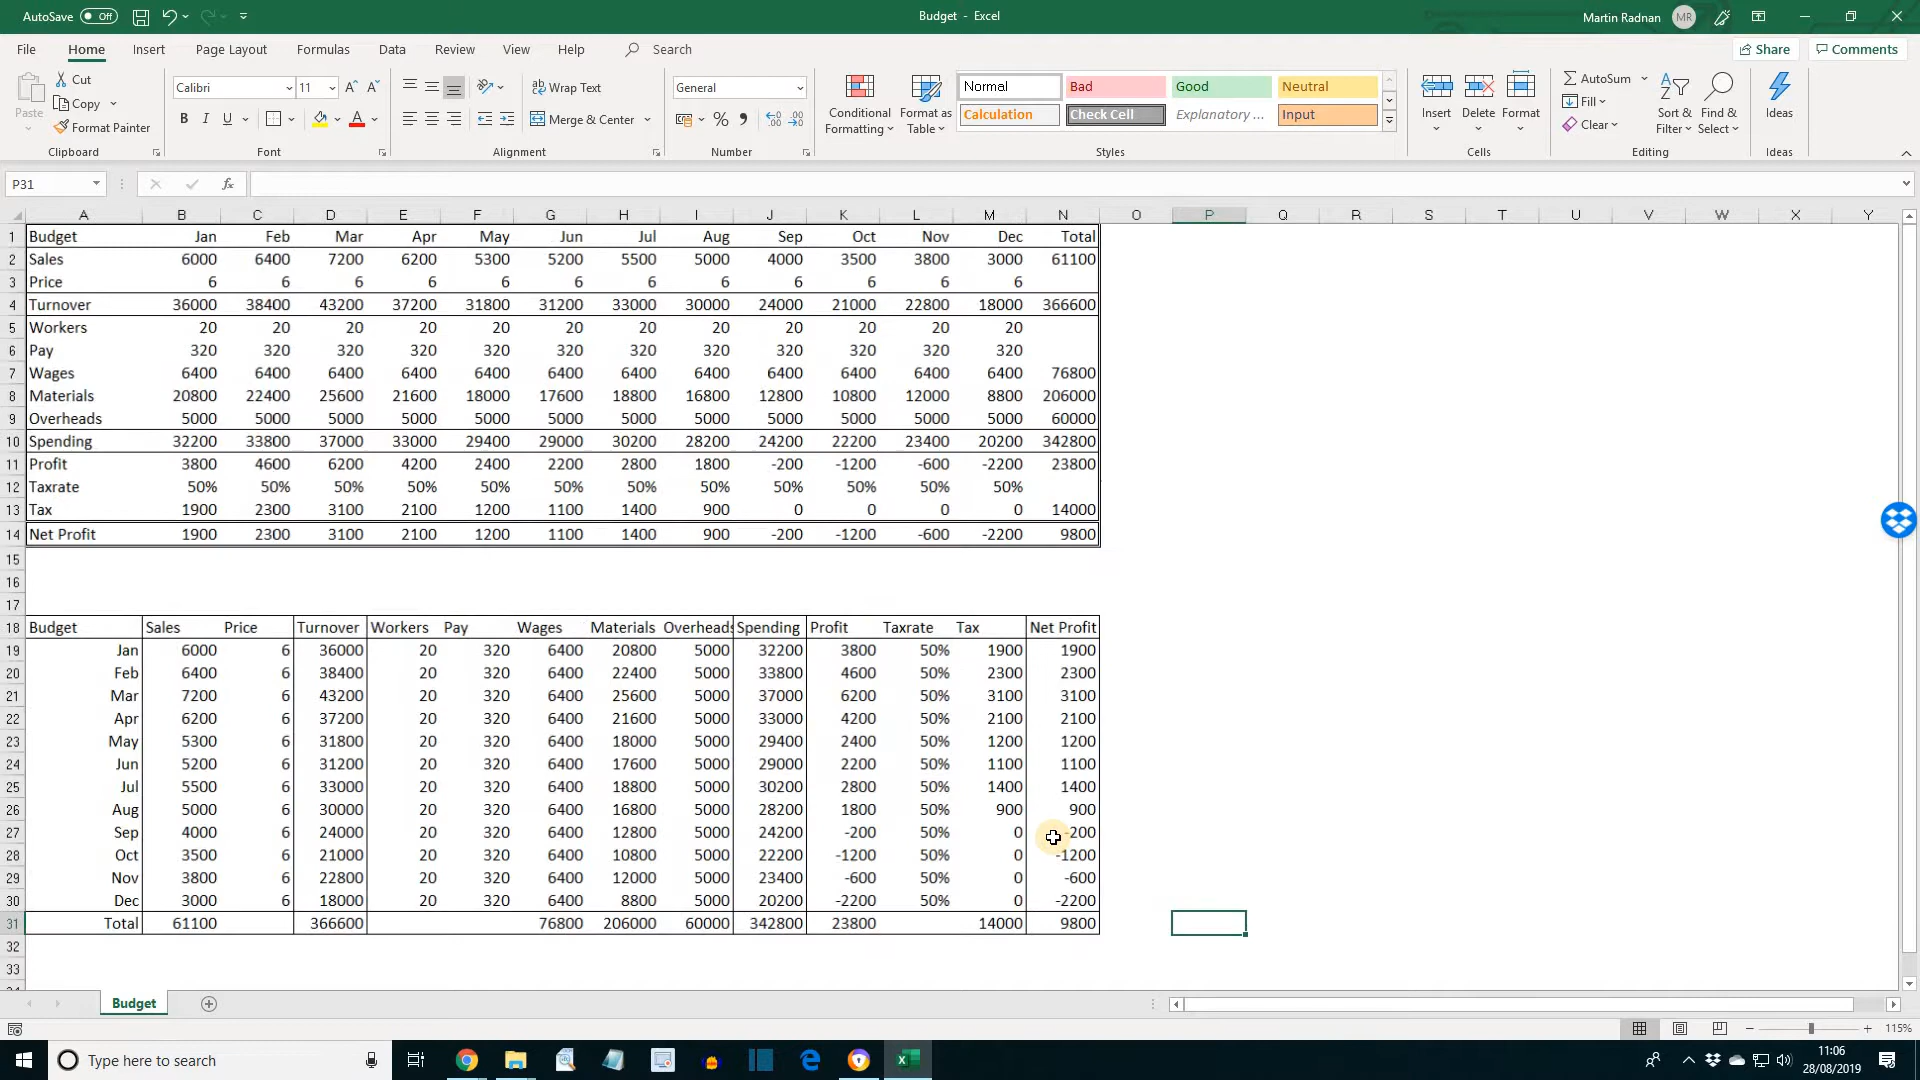 AutoSave Off Budget - Excel Martin Radnan MR
File Home Insert Page Layout Formulas Data Review View Help Search Share Comments
Cut
Copy
Format Painter
Paste
Calibri 11
B I U
Wrap Text
Merge & Center
General
Conditional Formatting
Format as Table
Normal Bad Good Neutral
Calculation Check Cell Explanatory ... Input
Insert Delete Format
AutoSum
Fill
Clear
Sort & Filter
Find & Select
Ideas
Clipboard Font Alignment Number Styles Cells Editing Ideas
P31 fx
A B C D E F G H I J K L M N O P Q R S T U V W X Y
1 Budget Jan Feb Mar Apr May Jun Jul Aug Sep Oct Nov Dec Total
2 Sales 6000 6400 7200 6200 5300 5200 5500 5000 4000 3500 3800 3000 61100
3 Price 6 6 6 6 6 6 6 6 6 6 6 6
4 Turnover 36000 38400 43200 37200 31800 31200 33000 30000 24000 21000 22800 18000 366600
5 Workers 20 20 20 20 20 20 20 20 20 20 20 20
6 Pay 320 320 320 320 320 320 320 320 320 320 320 320
7 Wages 6400 6400 6400 6400 6400 6400 6400 6400 6400 6400 6400 6400 76800
8 Materials 20800 22400 25600 21600 18000 17600 18800 16800 12800 10800 12000 8800 206000
9 Overheads 5000 5000 5000 5000 5000 5000 5000 5000 5000 5000 5000 5000 60000
10 Spending 32200 33800 37000 33000 29400 29000 30200 28200 24200 22200 23400 20200 342800
11 Profit 3800 4600 6200 4200 2400 2200 2800 1800 -200 -1200 -600 -2200 23800
12 Taxrate 50% 50% 50% 50% 50% 50% 50% 50% 50% 50% 50% 50%
13 Tax 1900 2300 3100 2100 1200 1100 1400 900 0 0 0 0 14000
14 Net Profit 1900 2300 3100 2100 1200 1100 1400 900 -200 -1200 -600 -2200 9800
15
16
17
18 Budget Sales Price Turnover Workers Pay Wages Materials Overheads Spending Profit Taxrate Tax Net Profit
19 Jan 6000 6 36000 20 320 6400 20800 5000 32200 3800 50% 1900 1900
20 Feb 6400 6 38400 20 320 6400 22400 5000 33800 4600 50% 2300 2300
21 Mar 7200 6 43200 20 320 6400 25600 5000 37000 6200 50% 3100 3100
22 Apr 6200 6 37200 20 320 6400 21600 5000 33000 4200 50% 2100 2100
23 May 5300 6 31800 20 320 6400 18000 5000 29400 2400 50% 1200 1200
24 Jun 5200 6 31200 20 320 6400 17600 5000 29000 2200 50% 1100 1100
25 Jul 5500 6 33000 20 320 6400 18800 5000 30200 2800 50% 1400 1400
26 Aug 5000 6 30000 20 320 6400 16800 5000 28200 1800 50% 900 900
27 Sep 4000 6 24000 20 320 6400 12800 5000 24200 -200 50% 0 -200
28 Oct 3500 6 21000 20 320 6400 10800 5000 22200 -1200 50% 0 -1200
29 Nov 3800 6 22800 20 320 6400 12000 5000 23400 -600 50% 0 -600
30 Dec 3000 6 18000 20 320 6400 8800 5000 20200 -2200 50% 0 -2200
31 Total 61100 366600 76800 206000 60000 342800 23800 14000 9800
32
33
Budget
115%
Type here to search
11:06
28/08/2019